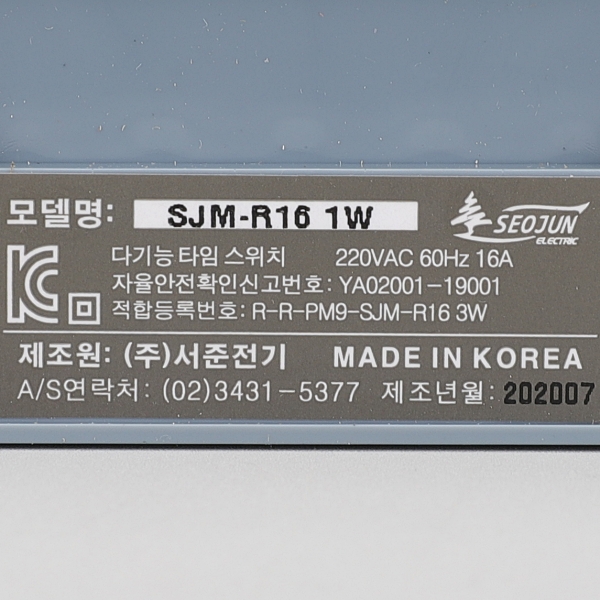 모델명: SJM-R16 1W
SEOJUN
ELECTRIC
다기능 타임 스위치 220VAC 60Hz 16A
자율안전확인신고번호: YA02001-19001
적합등록번호: R-R-PM9-SJM-R16 3W
제조원: (주)서준전기 MADE IN KOREA
A/S연락처: (02)3431-5377 제조년월: 202007